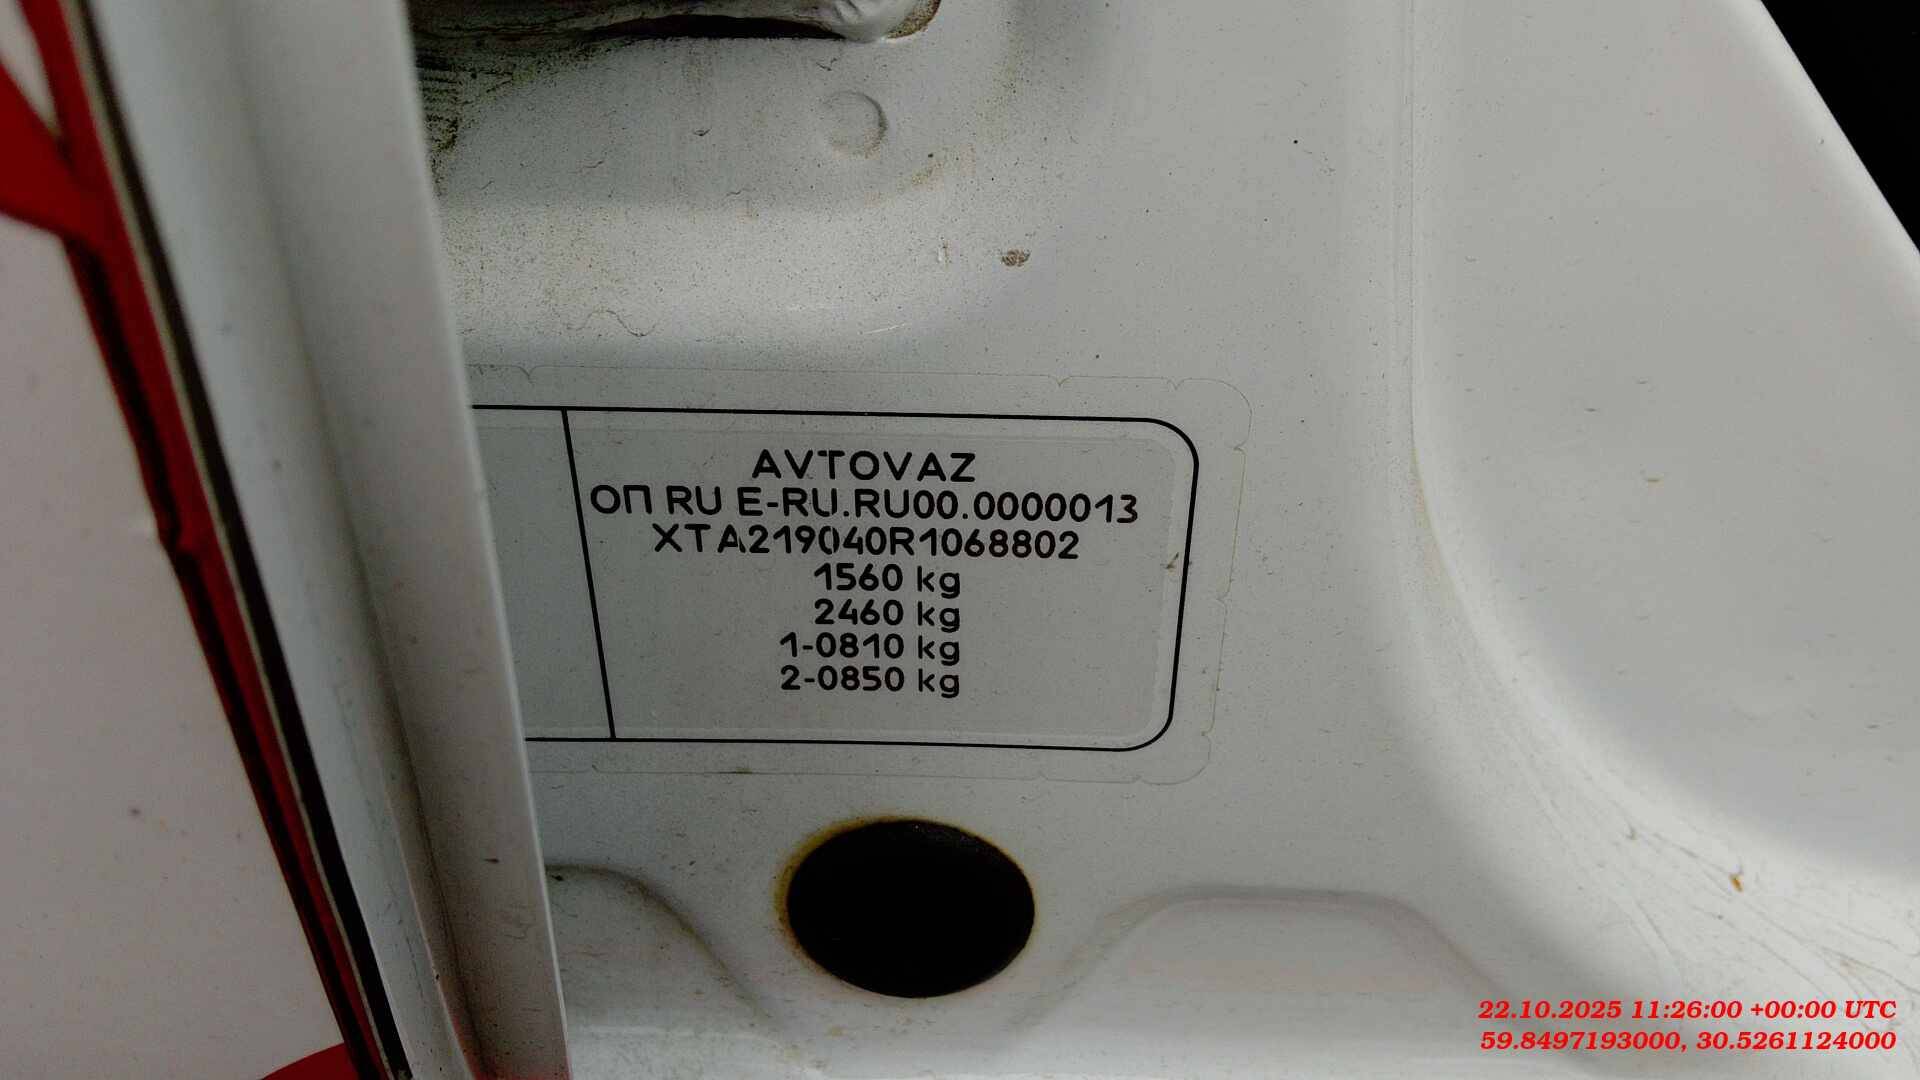 AVTOVAZ
ОП RU E-RU.RU00.0000013
XTA219040R1068802
1560 kg
2460 kg
1-0810 kg
2-0850 kg
22.10.2025 11:26:00 +00:00 UTC
59.8497193000, 30.5261124000